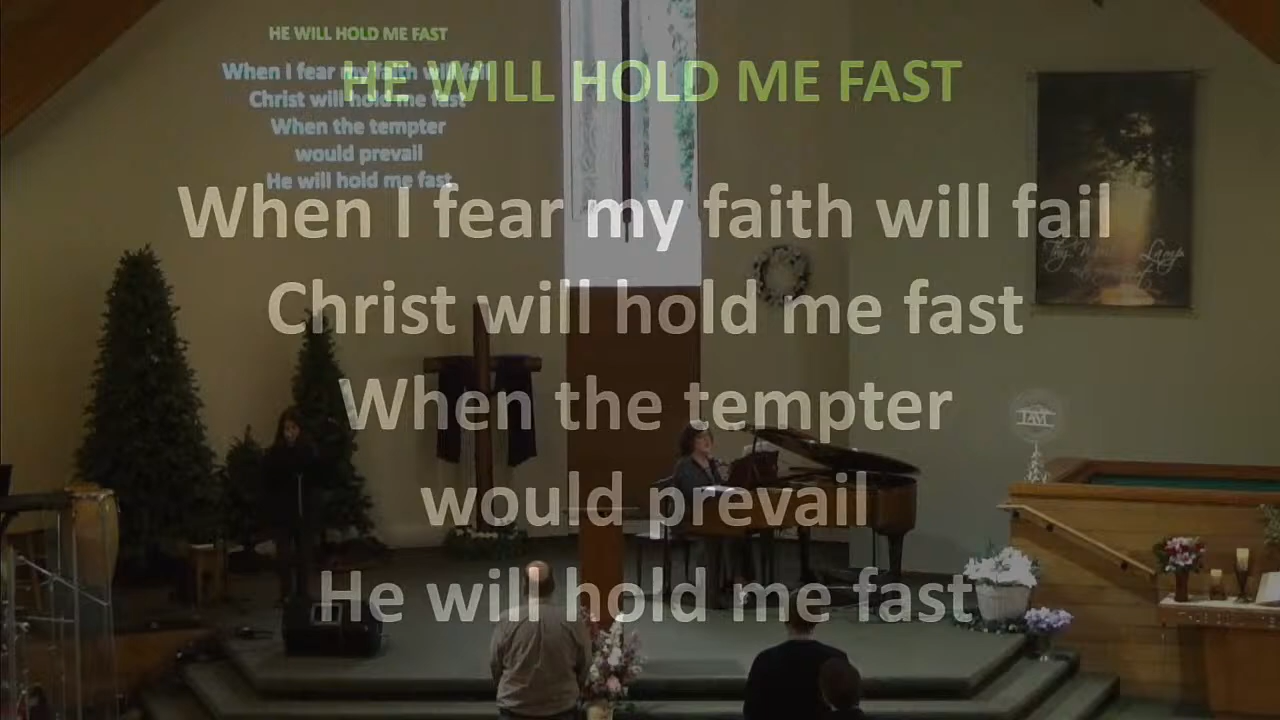 HE WILL HOLD ME FAST
When I fear my faith will fail
Christ will hold me fast
When the tempter
would prevail
He will hold me fast
HE WILL HOLD ME FAST
When I fear my faith will fail
Christ will hold me fast
When the tempter
would prevail
He will hold me fast
Thy
Lamp